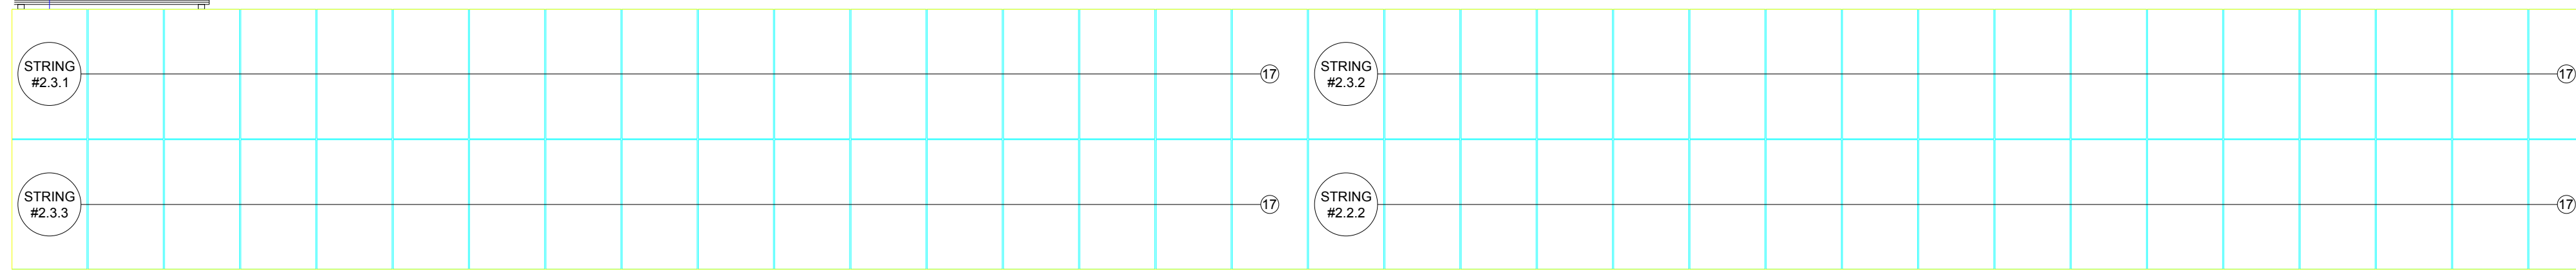 STRING
#2.3.1
17
STRING
#2.3.2
17
STRING
#2.3.3
17
STRING
#2.2.2
17